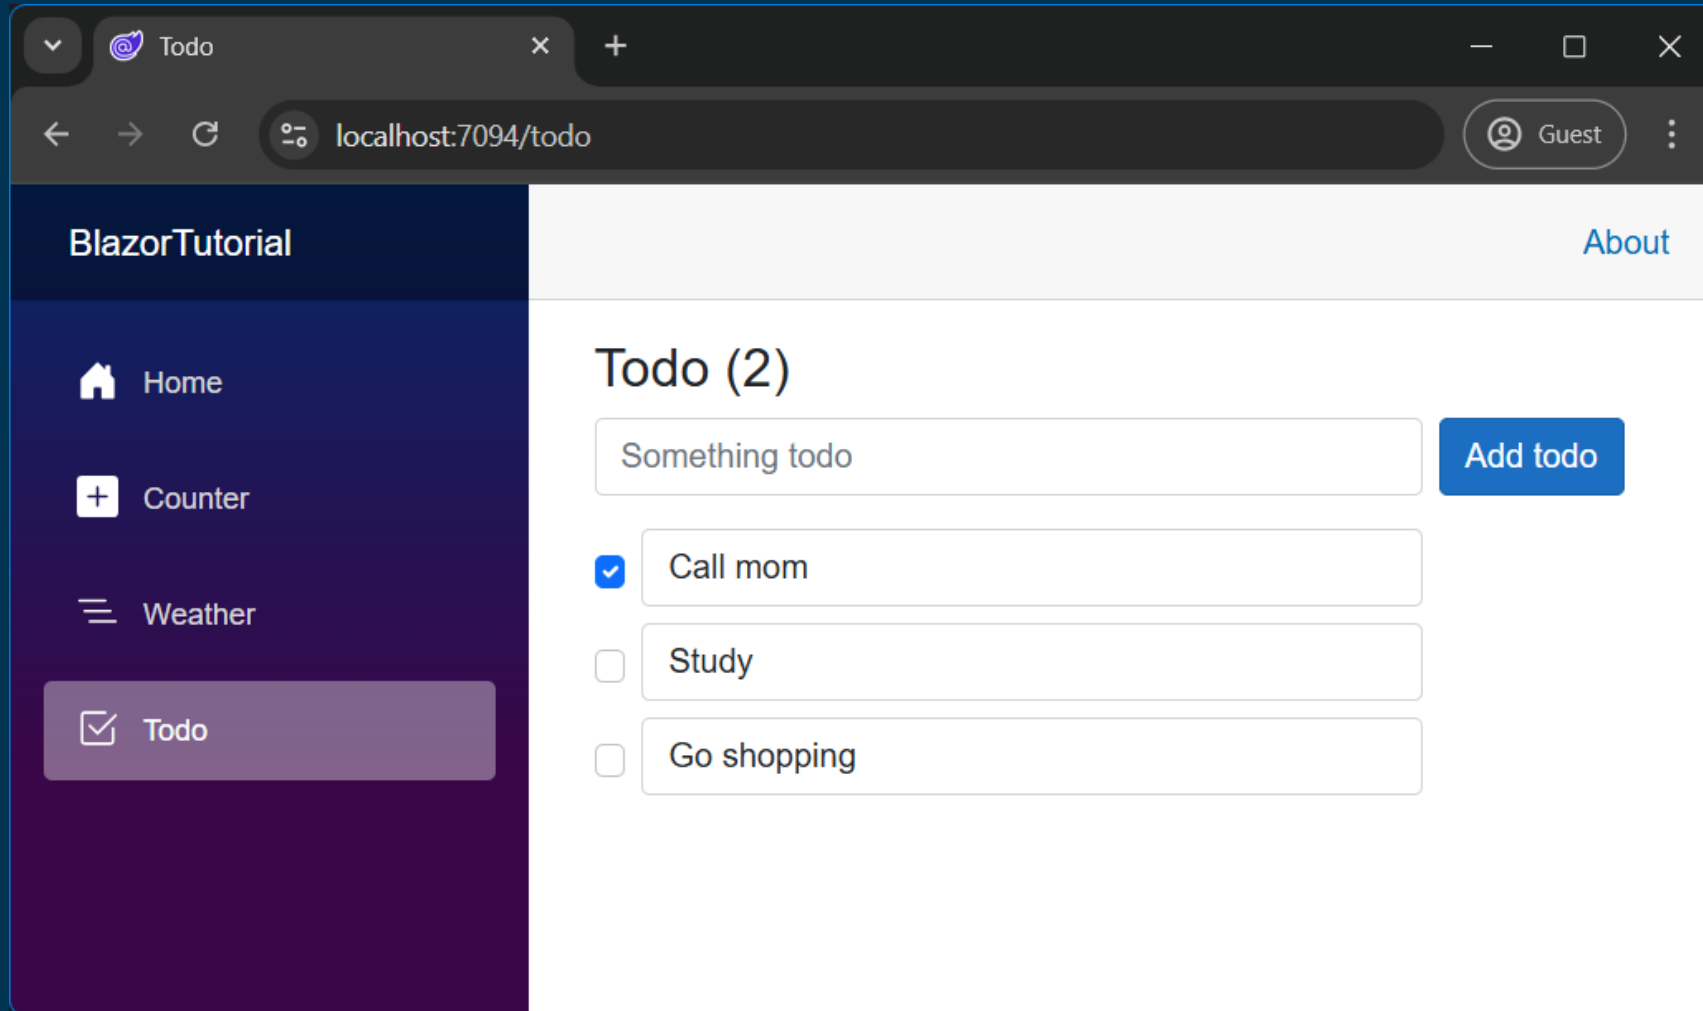 Todo
localhost:7094/todo
Guest
BlazorTutorial
About
Home
Counter
Weather
Todo
Todo (2)
Something todo
Add todo
Call mom
Study
Go shopping